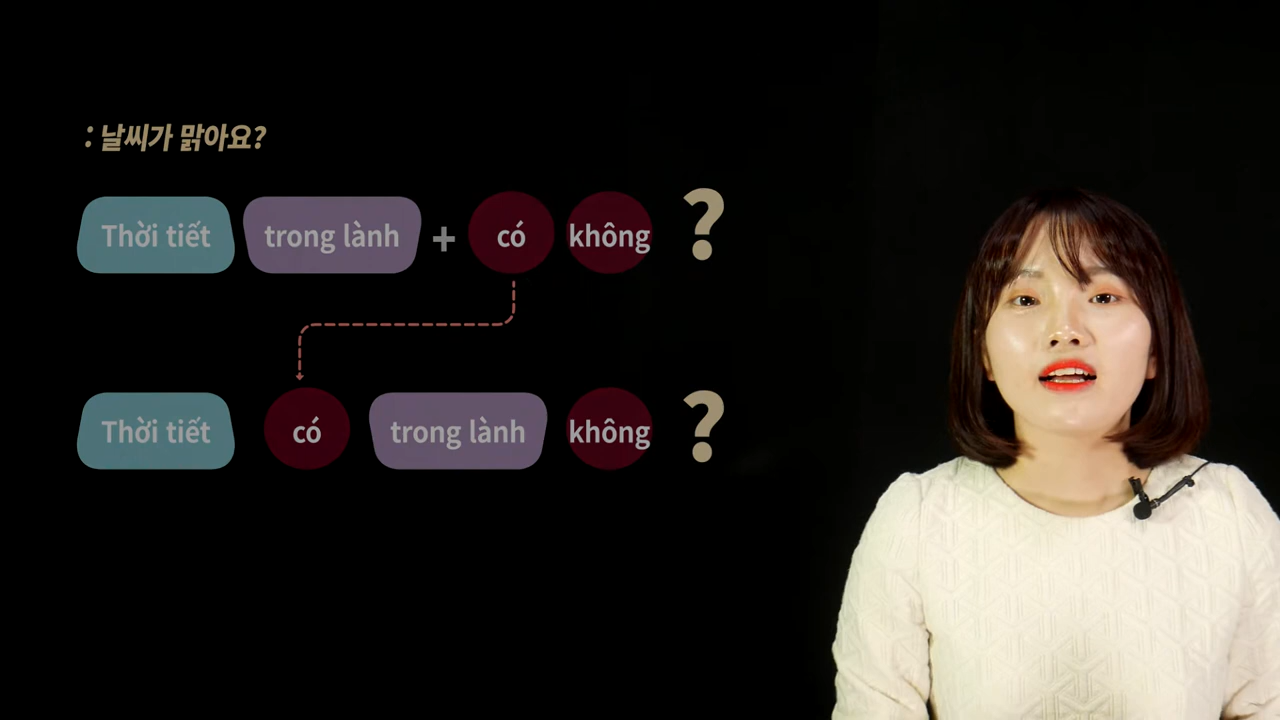 : 날씨가 맑아요?
Thời tiết trong lành + có không ?
Thời tiết có trong lành không ?